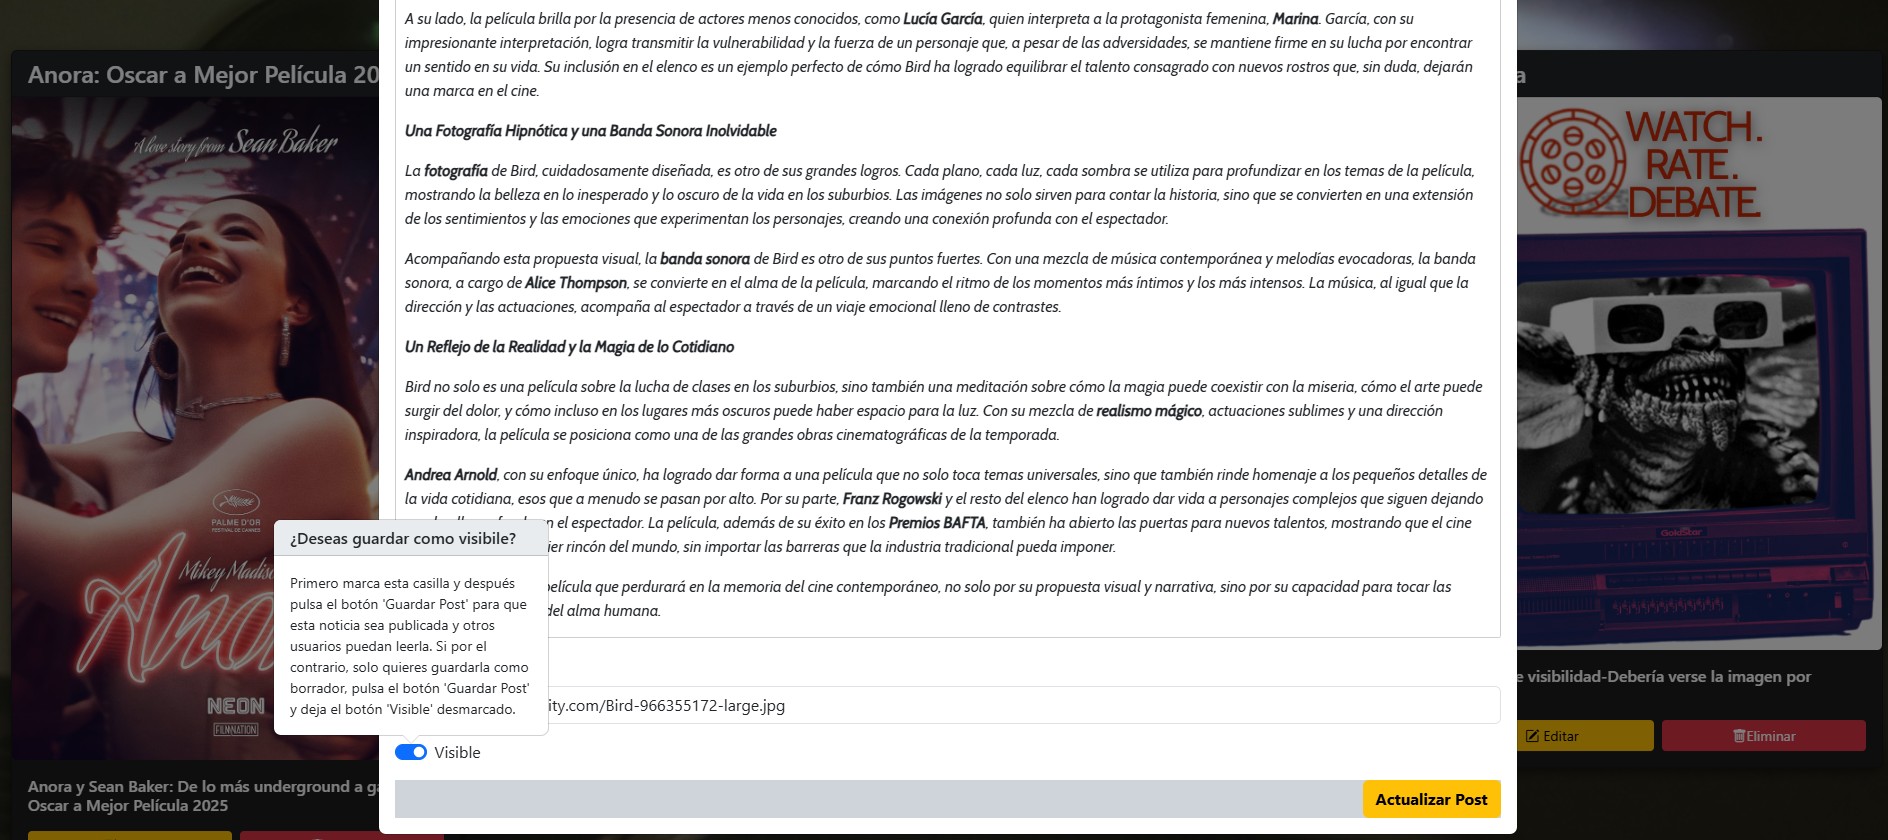 A su lado, la película brilla por la presencia de actores menos conocidos, como Lucía García, quien interpreta a la protagonista femenina, Marina. García, con su
impresionante interpretación, logra transmitir la vulnerabilidad y la fuerza de un personaje que, a pesar de las adversidades, se mantiene firme en su lucha por encontrar
un sentido en su vida. Su inclusión en el elenco es un ejemplo perfecto de cómo Bird ha logrado equilibrar el talento consagrado con nuevos rostros que, sin duda, dejarán
una marca en el cine.
Una Fotografía Hipnótica y una Banda Sonora Inolvidable
La fotografía de Bird, cuidadosamente diseñada, es otro de sus grandes logros. Cada plano, cada luz, cada sombra se utiliza para profundizar en los temas de la película,
mostrando la belleza en lo inesperado y lo oscuro de la vida en los suburbios. Las imágenes no solo sirven para contar la historia, sino que se convierten en una extensión
de los sentimientos y las emociones que experimentan los personajes, creando una conexión profunda con el espectador.
Acompañando esta propuesta visual, la banda sonora de Bird es otro de sus puntos fuertes. Con una mezcla de música contemporánea y melodías evocadoras, la banda
sonora, a cargo de Alice Thompson, se convierte en el alma de la película, marcando el ritmo de los momentos más íntimos y los más intensos. La música, al igual que la
dirección y las actuaciones, acompaña al espectador a través de un viaje emocional lleno de contrastes.
Un Reflejo de la Realidad y la Magia de lo Cotidiano
Bird no solo es una película sobre la lucha de clases en los suburbios, sino también una meditación sobre cómo la magia puede coexistir con la miseria, cómo el arte puede
surgir del dolor, y cómo incluso en los lugares más oscuros puede haber espacio para la luz. Con su mezcla de realismo mágico, actuaciones sublimes y una dirección
inspiradora, la película se posiciona como una de las grandes obras cinematográficas de la temporada.
Andrea Arnold, con su enfoque único, ha logrado dar forma a una película que no solo toca temas universales, sino que también rinde homenaje a los pequeños detalles de
la vida cotidiana, esos que a menudo se pasan por alto. Por su parte, Franz Rogowski y el resto del elenco han logrado dar vida a personajes complejos que siguen dejando
en el espectador. La película, además de su éxito en los Premios BAFTA, también ha abierto las puertas para nuevos talentos, mostrando que el cine
ier rincón del mundo, sin importar las barreras que la industria tradicional pueda imponer.
película que perdurará en la memoria del cine contemporáneo, no solo por su propuesta visual y narrativa, sino por su capacidad para tocar las
del alma humana.
ity.com/Bird-966355172-large.jpg
¿Deseas guardar como visibile?
Primero marca esta casilla y después
pulsa el botón 'Guardar Post' para que
esta noticia sea publicada y otros
usuarios puedan leerla. Si por el
contrario, solo quieres guardarla como
borrador, pulsa el botón 'Guardar Post'
y deja el botón 'Visible' desmarcado.
Visible
Actualizar Post
Anora: Oscar a Mejor Película 20
A love story from Sean Baker
PALME D'OR
FESTIVAL DE CANNES
Mikey Madiso
Ano
NEON
FILMNATION
Anora y Sean Baker: De lo más underground a ga
Oscar a Mejor Película 2025
a
WATCH.
RATE.
DEBATE.
GoldStar
e visibilidad-Debería verse la imagen por
Editar
Eliminar